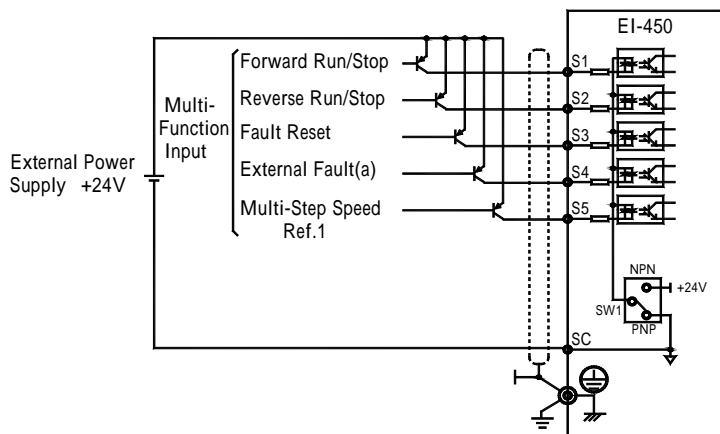 EI-450
Forward Run/Stop
S1
Reverse Run/Stop
S2
Multi-
Function
Input
Fault Reset
S3
External Power
Supply +24V
External Fault(a)
S4
Multi-Step Speed
Ref.1
S5
NPN
+24V
SW1
PNP
SC